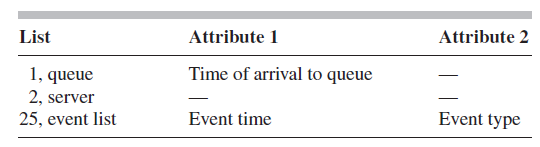 List Attribute 1 Attribute 2
1, queue Time of arrival to queue —
2, server — —
25, event list Event time Event type